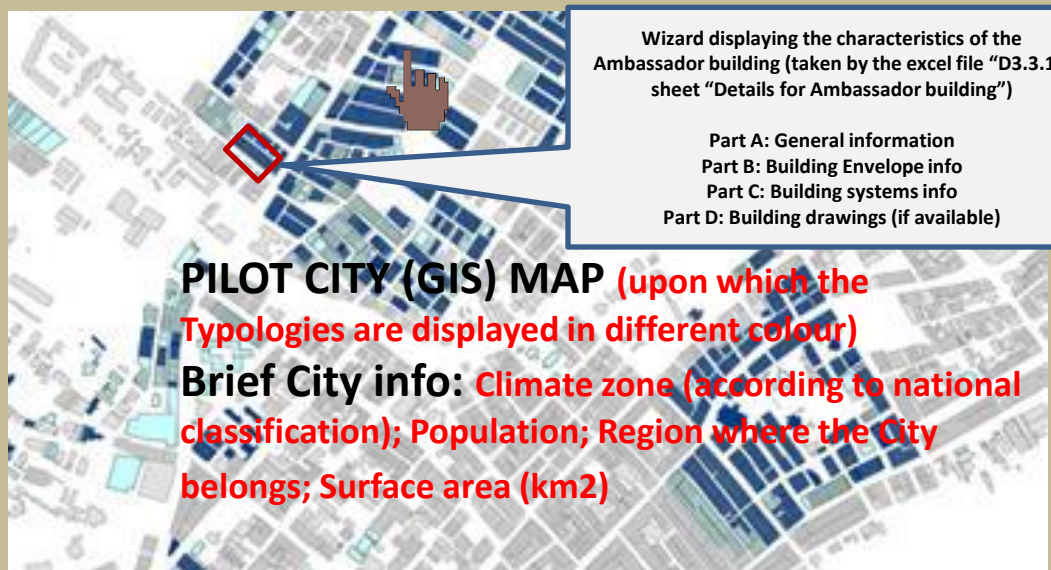 Wizard displaying the characteristics of the
Ambassador building (taken by the excel file “D3.3.1
sheet “Details for Ambassador building”)
Part A: General information
Part B: Building Envelope info
Part C: Building systems info
Part D: Building drawings (if available)
PILOT CITY (GIS) MAP (upon which the
Typologies are displayed in different colour)
Brief City info: Climate zone (according to national
classification); Population; Region where the City
belongs; Surface area (km2)